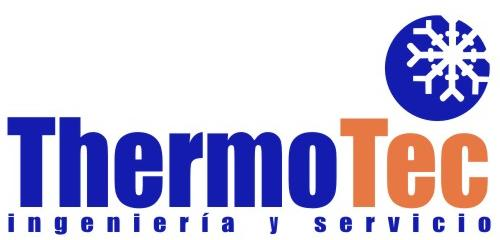 ThermoTec
ingeniería y servicio